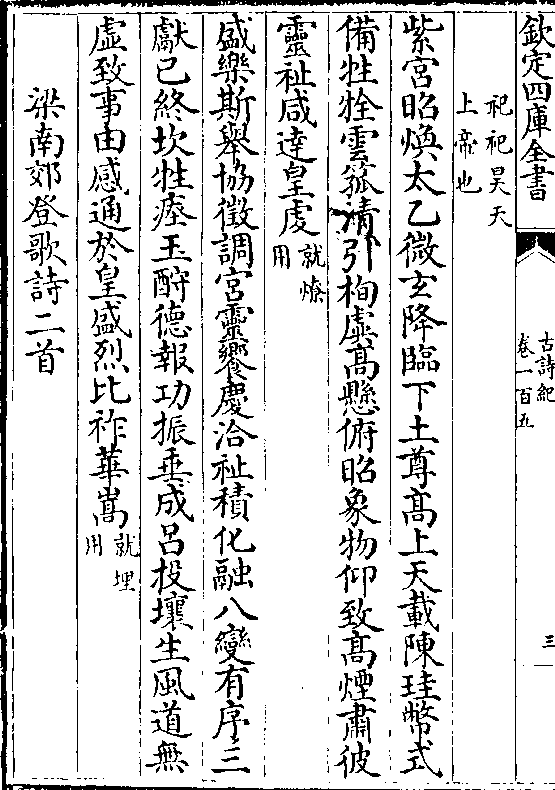 欽定四庫全書
古詩紀
卷一百五
三
祀祀昊天
上帝也
紫宮昭煥太乙微玄降臨下土尊髙上天載陳珪幣式
備牲牷雲孤清引栒虡髙懸俯昭象物仰致髙煙肅彼
靈祉咸達皇虔
就燎
用
盛樂斯舉協徵調宮靈饗慶洽祉積化融八變有序三
獻已終坎牲瘞玉酧德報功振垂成呂投壤生風道無
虛致事由感通於皇盛烈比祚華嵩
就埋
用
梁南郊登歌詩二首